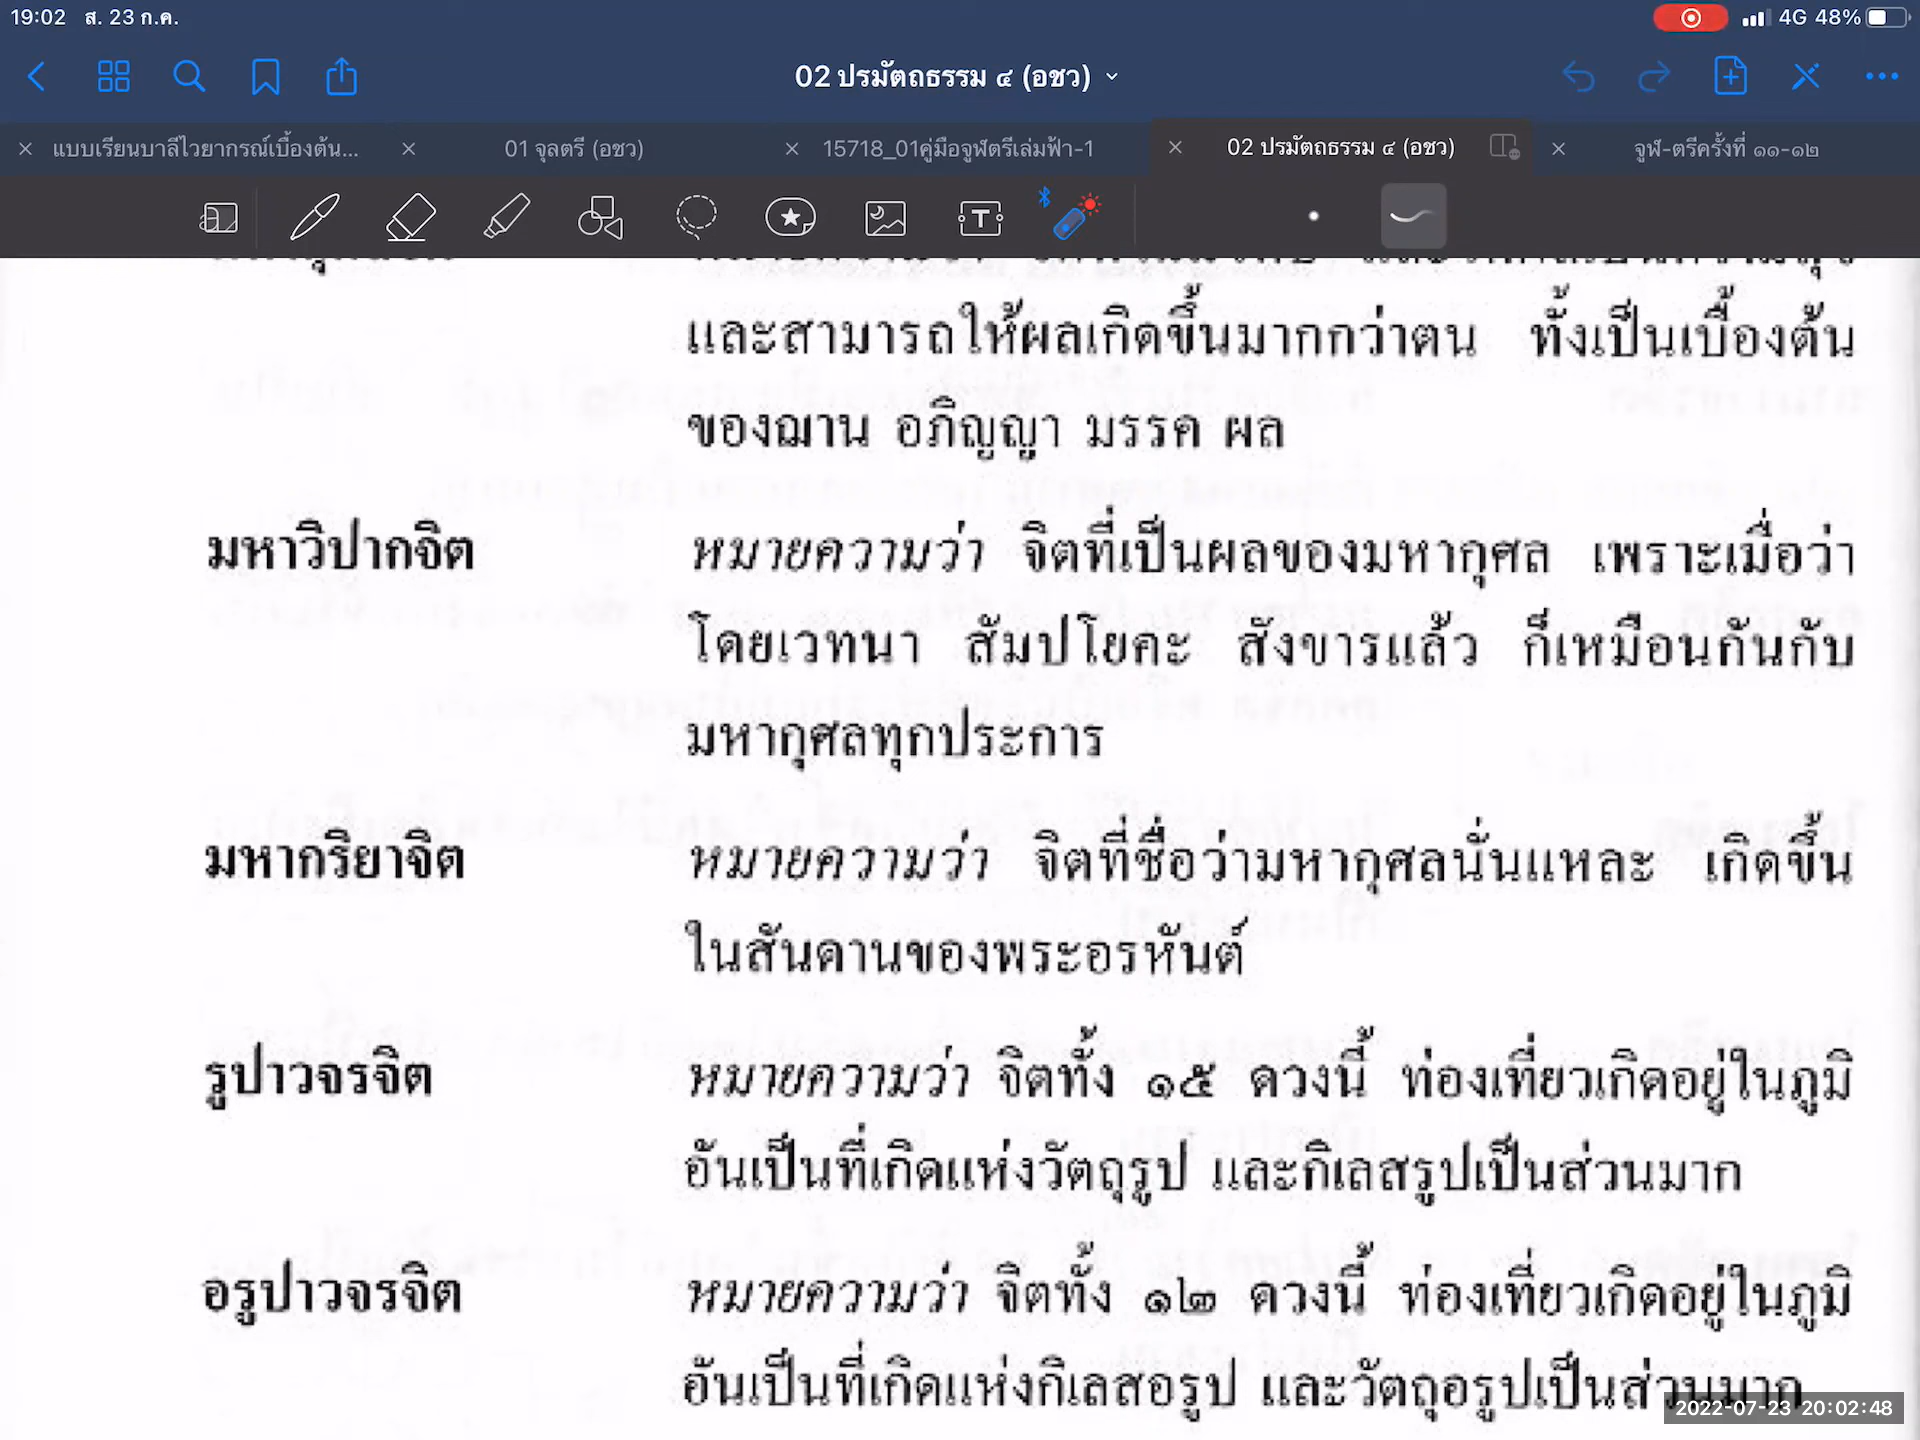 19:02 ส. 23 ก.ค. 4G 48%
02 ปรมัตถธรรม ๔ (อชว)
แบบเรียนบาลีไวยากรณ์เบื้องต้น... 01 จุลตรี (อชว) 15718_01คู่มือจูฬตรีเล่มฟ้า-1 02 ปรมัตถธรรม ๔ (อชว) จูฬ-ตรีครั้งที่ ๑๑-๑๒
และสามารถให้ผลเกิดขึ้นมากกว่าตน ทั้งเป็นเบื้องต้น
ของฌาน อภิญญา มรรค ผล
มหาวิปากจิต หมายความว่า จิตที่เป็นผลของมหากุศล เพราะเมื่อว่า
โดยเวทนา สัมปโยคะ สังขารแล้ว ก็เหมือนกันกับ
มหากุศลทุกประการ
มหากริยาจิต หมายความว่า จิตที่ชื่อว่ามหากุศลนั่นแหละ เกิดขึ้น
ในสันดานของพระอรหันต์
รูปาวจรจิต หมายความว่า จิตทั้ง ๑๕ ดวงนี้ ท่องเที่ยวเกิดอยู่ในภูมิ
อันเป็นที่เกิดแห่งวัตถุรูป และกิเลสรูปเป็นส่วนมาก
อรูปาวจรจิต หมายความว่า จิตทั้ง ๑๒ ดวงนี้ ท่องเที่ยวเกิดอยู่ในภูมิ
อันเป็นที่เกิดแห่งกิเลสอรูป และวัตถุอรูปเป็นส่วนมาก
2022-07-23 20:02:48